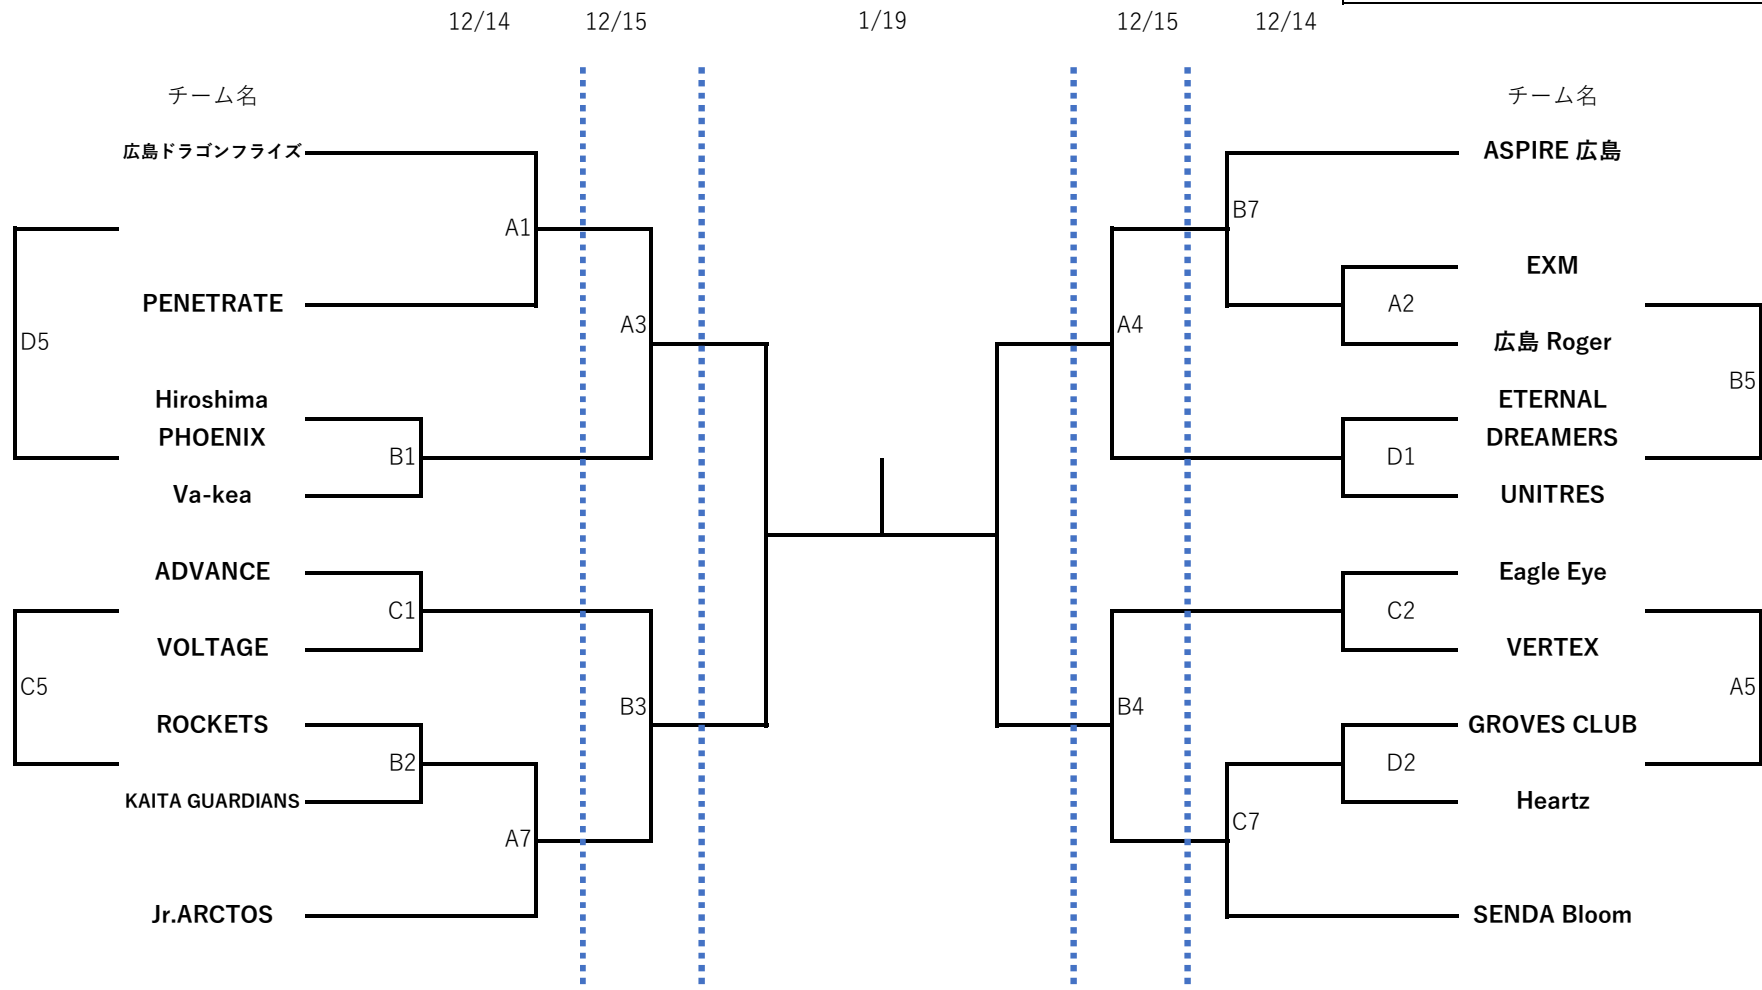 12/14
12/15
1/19
12/15
12/14
チーム名
チーム名
広島ドラゴンフライズ
ASPIRE 広島
B7
A1
EXM
PENETRATE
A2
A3
A4
D5
広島 Roger
B5
Hiroshima
PHOENIX
ETERNAL
DREAMERS
B1
D1
Va-kea
UNITRES
ADVANCE
Eagle Eye
C1
C2
VOLTAGE
VERTEX
C5
A5
B3
B4
ROCKETS
GROVES CLUB
B2
D2
KAITA GUARDIANS
Heartz
A7
C7
Jr.ARCTOS
SENDA Bloom